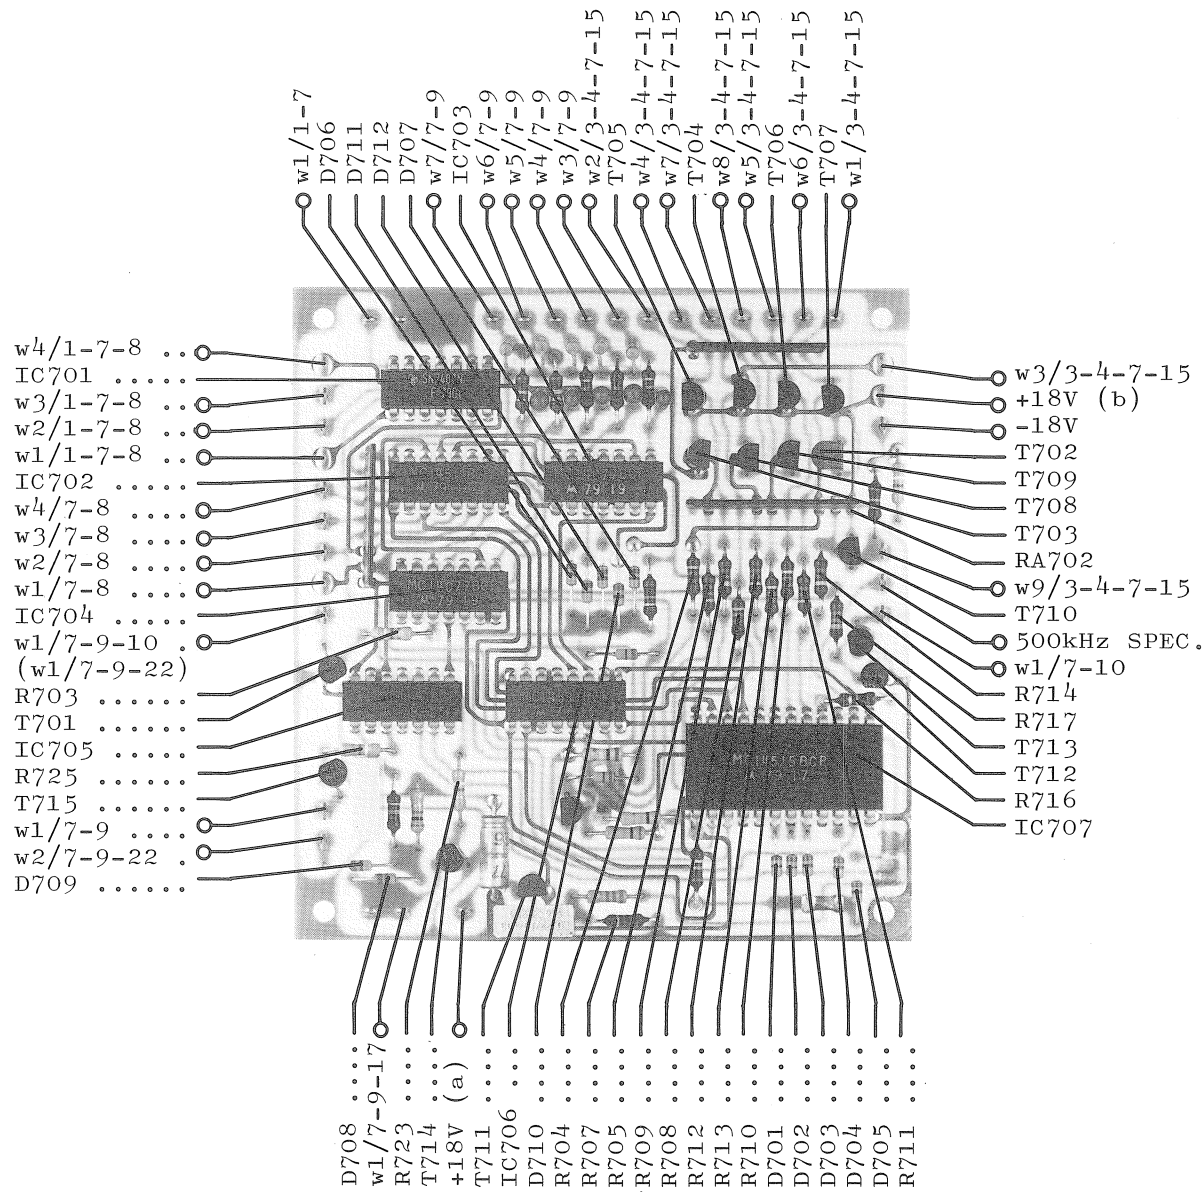 w1/1-7
D706
D711
D712
D707
w7/7-9
IC703
w6/7-9
w5/7-9
w4/7-9
w3/7-9
w2/3-4-7-15
T705
w4/3-4-7-15
w7/3-4-7-15
T704
w8/3-4-7-15
w5/3-4-7-15
T706
w6/3-4-7-15
T707
w1/3-4-7-15
w4/1-7-8 ..
IC701 .....
w3/1-7-8 ..
w2/1-7-8 ..
w1/1-7-8 ..
IC702 .....
w4/7-8 ....
w3/7-8 ....
w2/7-8 ....
w1/7-8 ....
IC704 .....
w1/7-9-10 .
(w1/7-9-22)
R703 ......
T701 ......
IC705 .....
R725 ......
T715 ......
w1/7-9 ....
w2/7-9-22 .
D709 ......
w3/3-4-7-15
+18V (b)
-18V
T702
T709
T708
T703
RA702
w9/3-4-7-15
T710
500kHz SPEC.
w1/7-10
R714
R717
T713
T712
R716
IC707
7919
D708 ....
w1/7-9-17
R723 ....
T714 ....
+18V (a)
T711 ....
IC706 ...
D710 ....
R704 ....
R707 ....
R705 ....
R709 ....
R708 ....
R712 ....
R713 ....
R710 ....
D701 ....
D702 ....
D703 ....
D704 ....
D705 ....
R711 ....